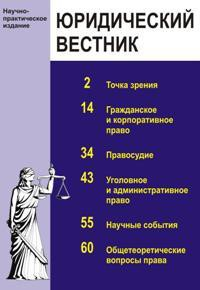 Научно-
практическое
издание
ЮРИДИЧЕСКИЙ
ВЕСТНИК
2 Точка зрения
14 Гражданское
и корпоративное
право
34 Правосудие
43 Уголовное
и административное
право
55 Научные события
60 Общетеоретические
вопросы права